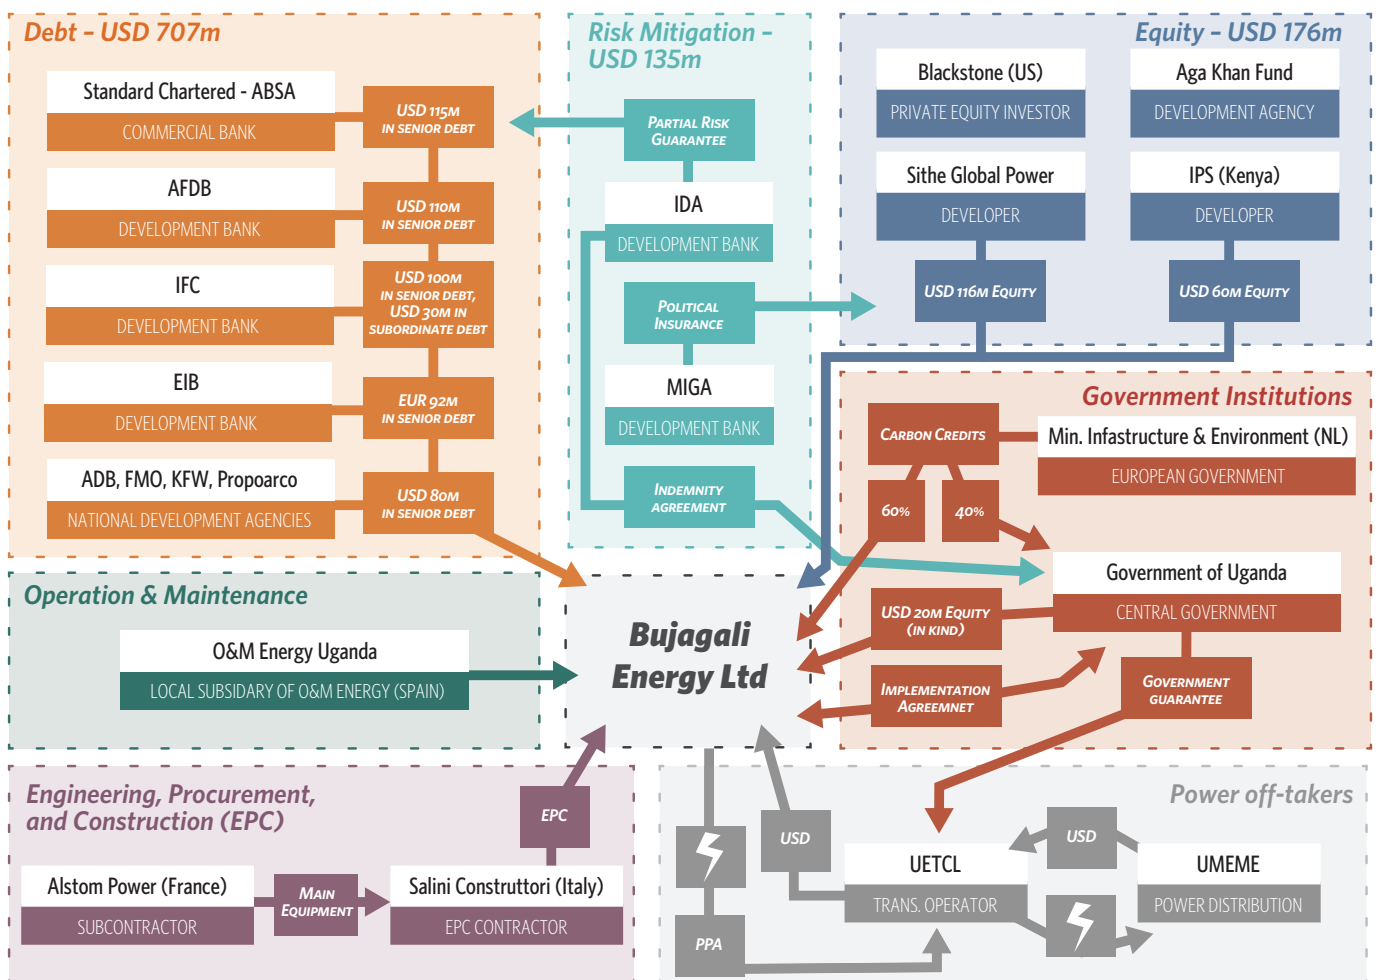 Debt – USD 707m
Standard Chartered - ABSA
COMMERCIAL BANK
USD 115M
IN SENIOR DEBT
AFDB
DEVELOPMENT BANK
USD 110M
IN SENIOR DEBT
IFC
DEVELOPMENT BANK
USD 100M
IN SENIOR DEBT,
USD 30M IN
SUBORDINATE DEBT
EIB
DEVELOPMENT BANK
EUR 92M
IN SENIOR DEBT
ADB, FMO, KFW, Propoarco
NATIONAL DEVELOPMENT AGENCIES
USD 80M
IN SENIOR DEBT
Risk Mitigation –
USD 135m
PARTIAL RISK
GUARANTEE
IDA
DEVELOPMENT BANK
POLITICAL
INSURANCE
MIGA
DEVELOPMENT BANK
INDEMNITY
AGREEMENT
Equity – USD 176m
Blackstone (US)
PRIVATE EQUITY INVESTOR
Aga Khan Fund
DEVELOPMENT AGENCY
Sithe Global Power
DEVELOPER
IPS (Kenya)
DEVELOPER
USD 116M EQUITY
USD 60M EQUITY
Government Institutions
CARBON CREDITS
Min. Infastructure & Environment (NL)
EUROPEAN GOVERNMENT
60%
40%
Government of Uganda
CENTRAL GOVERNMENT
USD 20M EQUITY
(IN KIND)
IMPLEMENTATION
AGREEMNET
GOVERNMENT
GUARANTEE
Operation & Maintenance
O&M Energy Uganda
LOCAL SUBSIDARY OF O&M ENERGY (SPAIN)
Bujagali
Energy Ltd
Engineering, Procurement,
and Construction (EPC)
EPC
Alstom Power (France)
SUBCONTRACTOR
MAIN
EQUIPMENT
Salini Construttori (Italy)
EPC CONTRACTOR
Power off-takers
USD
PPA
UETCL
TRANS. OPERATOR
USD
UMEME
POWER DISTRIBUTION